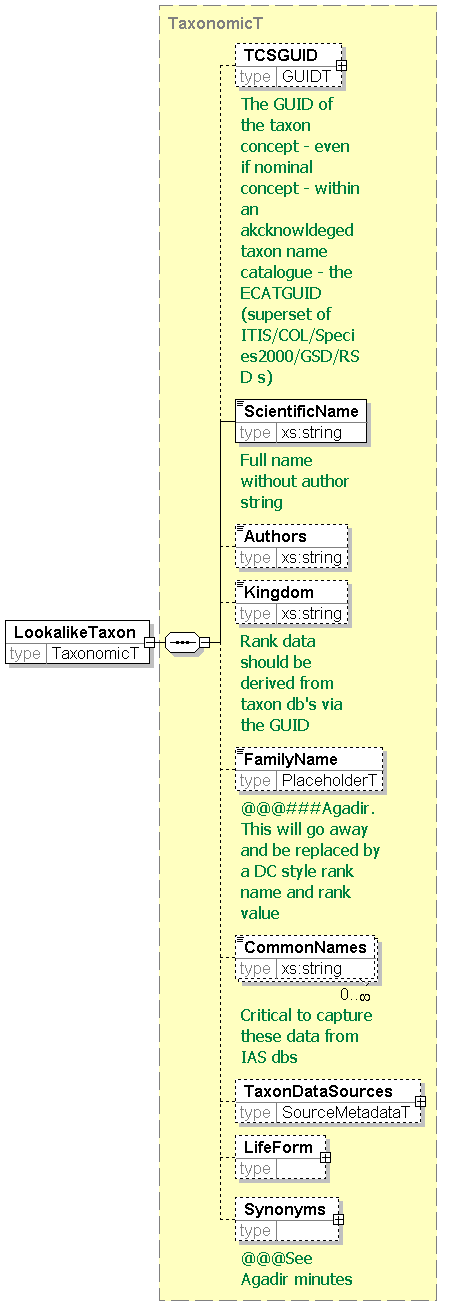 TaxonomicT
TCSGUID
type GUIDT
The GUID of
the taxon
concept - even
if nominal
concept - within
an
akcknowldeged
taxon name
catalogue - the
ECATGUID
(superset of
ITIS/COL/Speci
es2000/GSD/RS
D s)
ScientificName
type xs:string
Full name
without author
string
Authors
type xs:string
Kingdom
type xs:string
LookalikeTaxon
type TaxonomicT
Rank data
should be
derived from
taxon db's via
the GUID
FamilyName
type PlaceholderT
@@@###Agadir.
This will go away
and be replaced by
a DC style rank
name and rank
value
CommonNames
type xs:string
0..∞
Critical to capture
these data from
IAS dbs
TaxonDataSources
type SourceMetadataT
LifeForm
type
Synonyms
type
@@@See
Agadir minutes